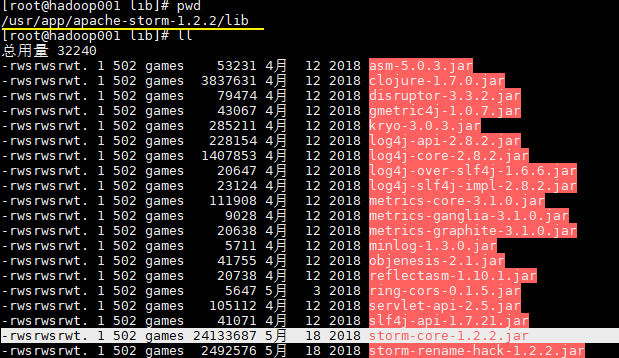 [root@hadoop001 lib]# pwd
/usr/app/apache-storm-1.2.2/lib
[root@hadoop001 lib]# ll
总用量 32240
-rwsrwsrwt. 1 502 games 53231 4月 12 2018 asm-5.0.3.jar
-rwsrwsrwt. 1 502 games 3837631 4月 12 2018 clojure-1.7.0.jar
-rwsrwsrwt. 1 502 games 79474 4月 12 2018 disruptor-3.3.2.jar
-rwsrwsrwt. 1 502 games 43067 4月 12 2018 gmetric4j-1.0.7.jar
-rwsrwsrwt. 1 502 games 285211 4月 12 2018 kryo-3.0.3.jar
-rwsrwsrwt. 1 502 games 228154 4月 12 2018 log4j-api-2.8.2.jar
-rwsrwsrwt. 1 502 games 1407853 4月 12 2018 log4j-core-2.8.2.jar
-rwsrwsrwt. 1 502 games 20647 4月 12 2018 log4j-over-slf4j-1.6.6.jar
-rwsrwsrwt. 1 502 games 23124 4月 12 2018 log4j-slf4j-impl-2.8.2.jar
-rwsrwsrwt. 1 502 games 111908 4月 12 2018 metrics-core-3.1.0.jar
-rwsrwsrwt. 1 502 games 9028 4月 12 2018 metrics-ganglia-3.1.0.jar
-rwsrwsrwt. 1 502 games 20638 4月 12 2018 metrics-graphite-3.1.0.jar
-rwsrwsrwt. 1 502 games 5711 4月 12 2018 minlog-1.3.0.jar
-rwsrwsrwt. 1 502 games 41755 4月 12 2018 objenesis-2.1.jar
-rwsrwsrwt. 1 502 games 20738 4月 12 2018 reflectasm-1.10.1.jar
-rwsrwsrwt. 1 502 games 5647 5月 3 2018 ring-cors-0.1.5.jar
-rwsrwsrwt. 1 502 games 105112 4月 12 2018 servlet-api-2.5.jar
-rwsrwsrwt. 1 502 games 41071 4月 12 2018 slf4j-api-1.7.21.jar
-rwsrwsrwt. 1 502 games 24133687 5月 18 2018 storm-core-1.2.2.jar
-rwsrwsrwt. 1 502 games 2492576 5月 18 2018 storm-rename-hack-1.2.2.jar